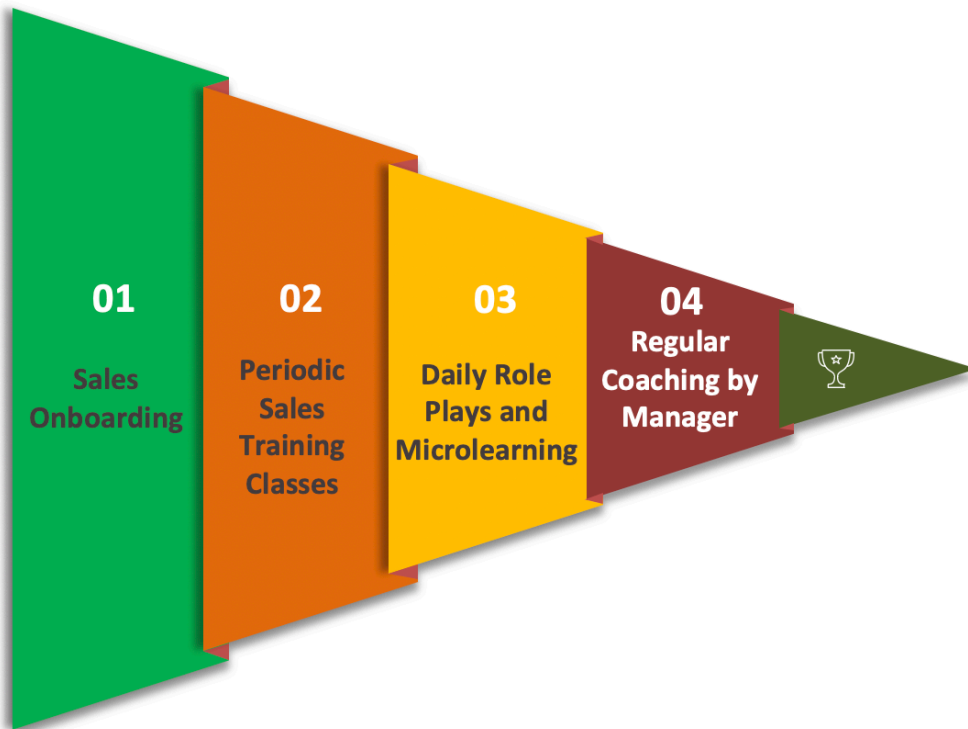 01
Sales
Onboarding
02
Periodic
Sales
Training
Classes
03
Daily Role
Plays and
Microlearning
04
Regular
Coaching by
Manager